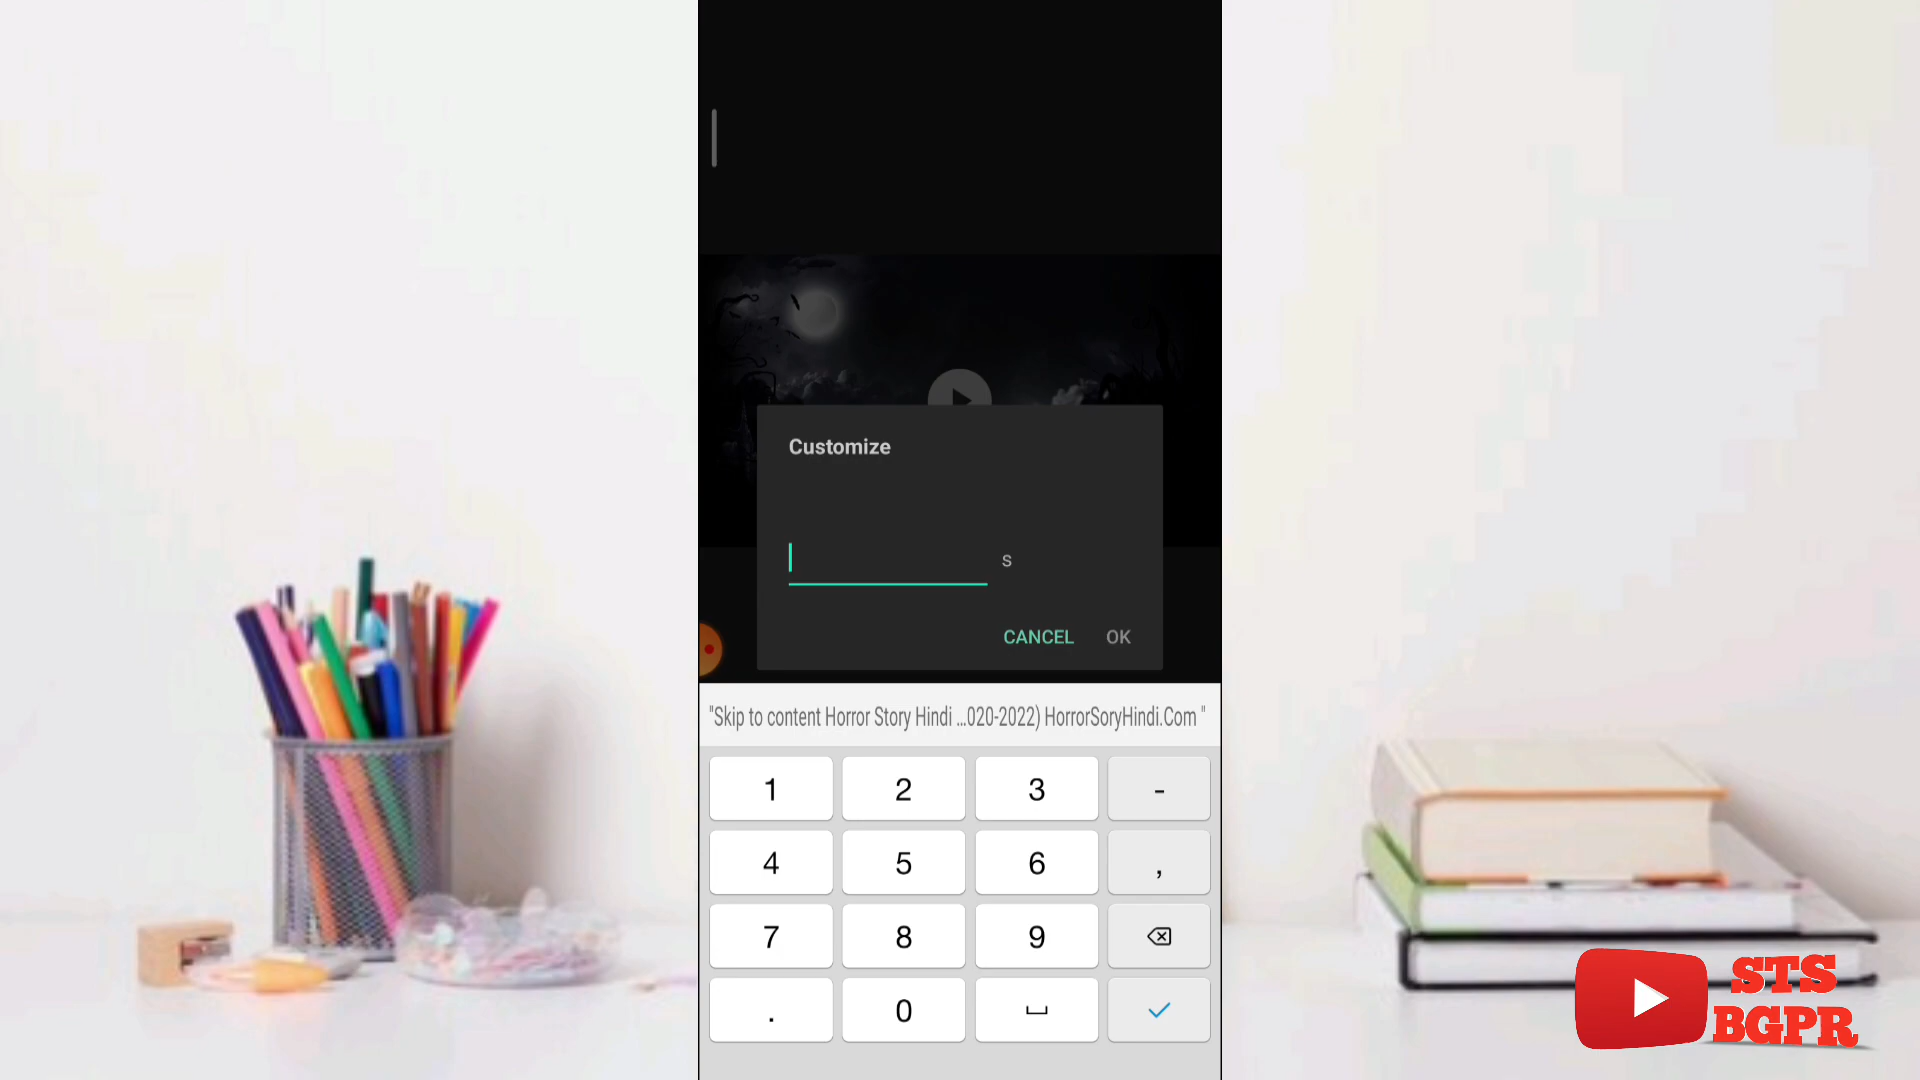 Customize
s
CANCEL OK
"Skip to content Horror Story Hindi ...020-2022) HorrorSoryHindi.Com "
1 2 3 -
4 5 6 ,
7 8 9
. 0
STS
BGPR